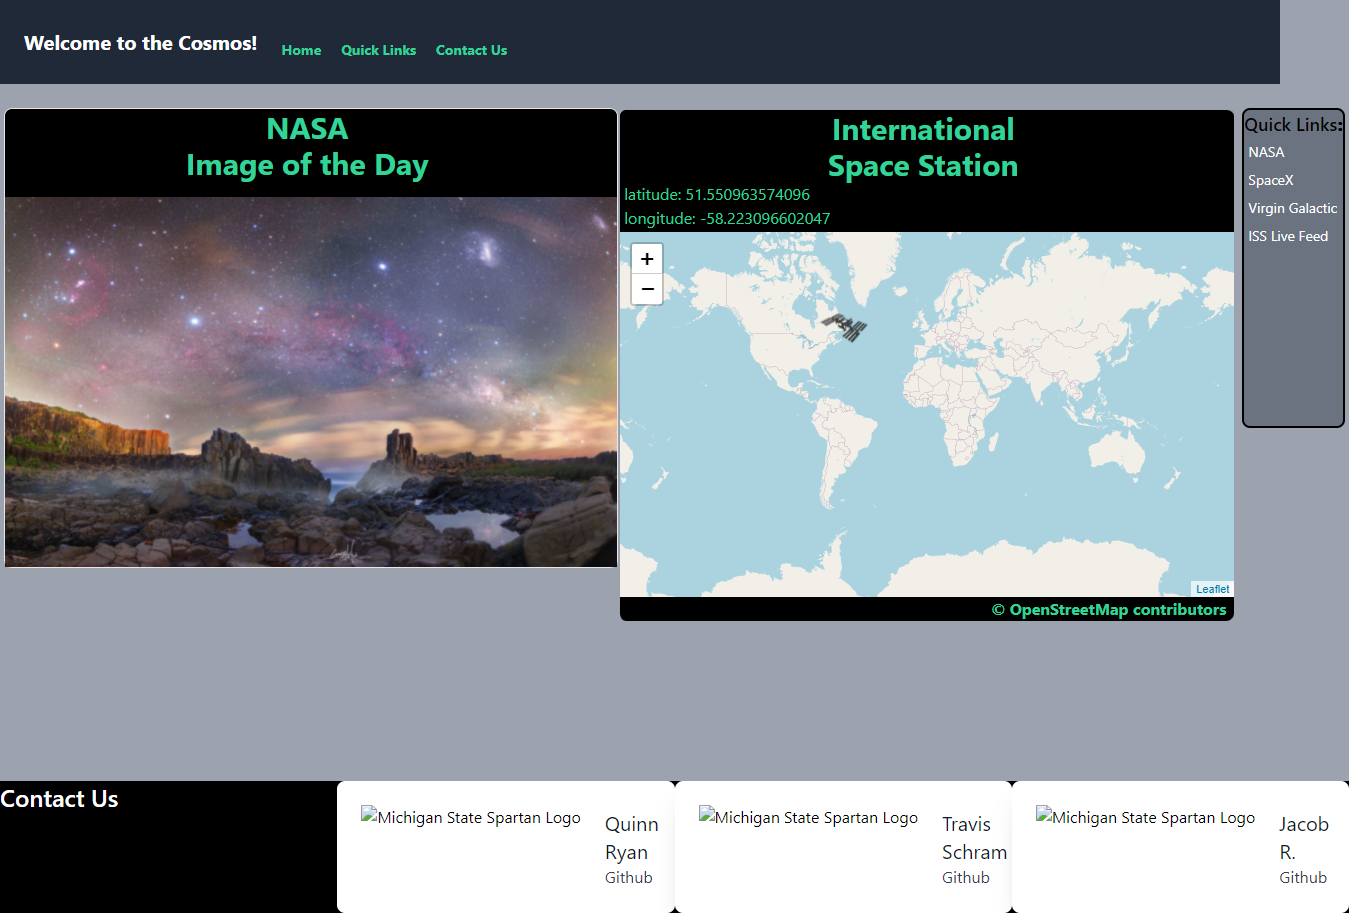 Welcome to the Cosmos!
Home
Quick Links
Contact Us
NASA
Image of the Day
International
Space Station
latitude: 51.550963574096
longitude: -58.223096602047
+
−
Leaflet
© OpenStreetMap contributors
Quick Links:
NASA
SpaceX
Virgin Galactic
ISS Live Feed
Contact Us
Michigan State Spartan Logo
Quinn
Ryan
Github
Michigan State Spartan Logo
Travis
Schram
Github
Michigan State Spartan Logo
Jacob
R.
Github